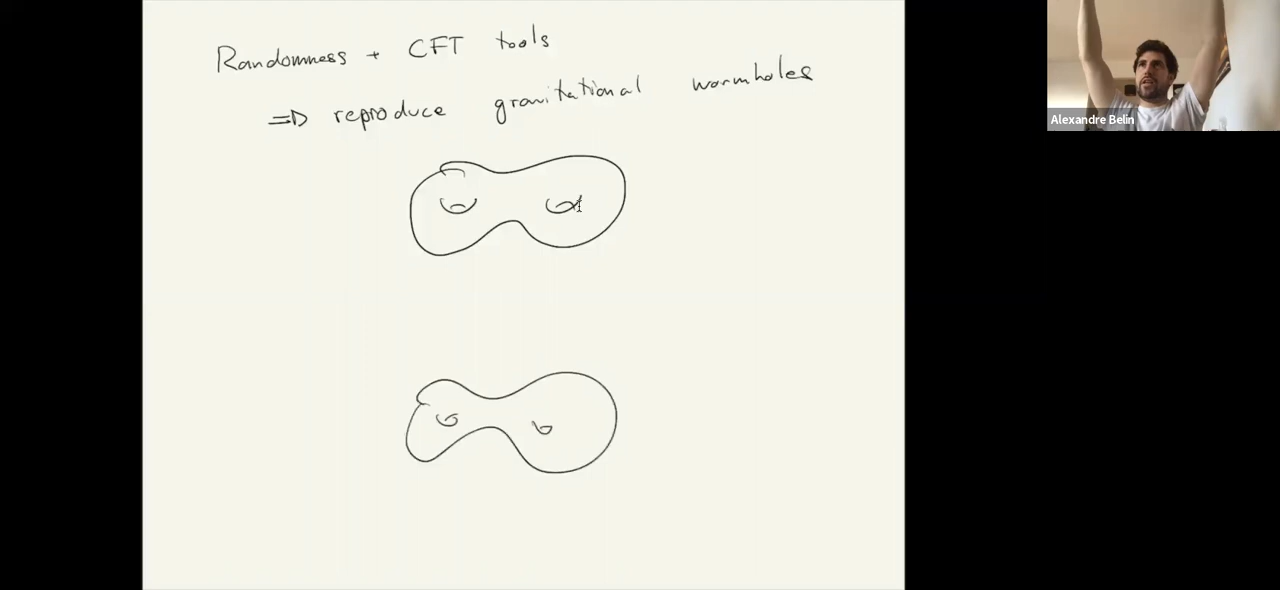 Randomness + CFT tools
⇒ reproduce gravitational wormholes
Alexandre Belin